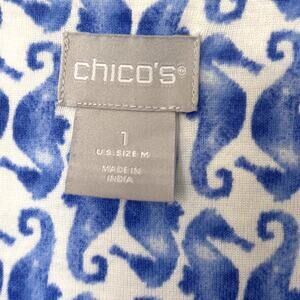 chico's®
1
U.S. SIZE M
MADE IN
INDIA